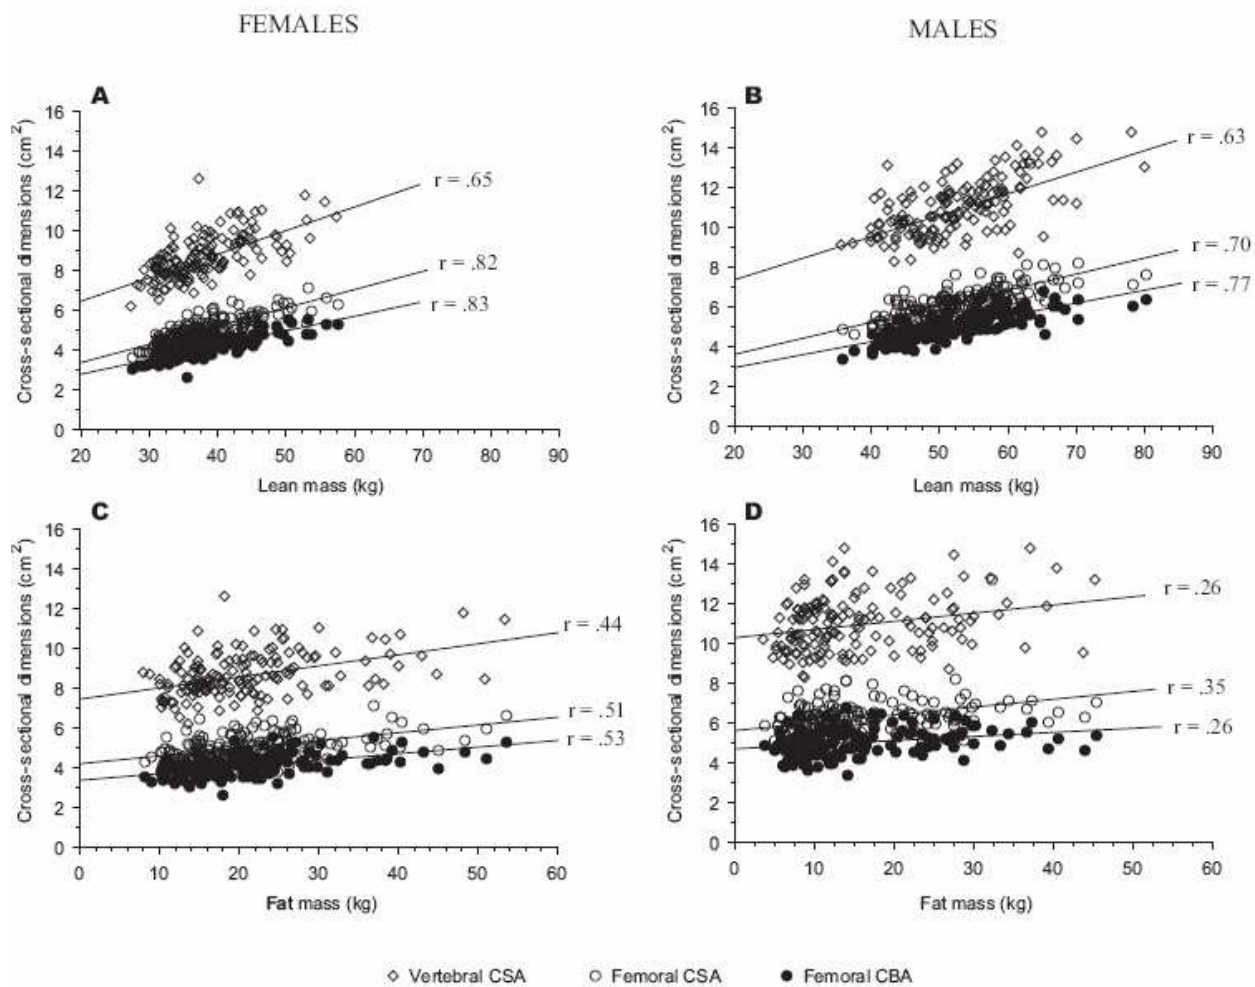 FEMALES
MALES
A
Cross-sectional dimensions (cm2)
16
14
12
10
8
6
4
2
0
r = .65
r = .82
r = .83
20 30 40 50 60 70 80 90
Lean mass (kg)
B
Cross-sectional dimensions (cm2)
16
14
12
10
8
6
4
2
0
r = .63
r = .70
r = .77
20 30 40 50 60 70 80 90
Lean mass (kg)
C
Cross-sectional dimensions (cm2)
16
14
12
10
8
6
4
2
0
r = .44
r = .51
r = .53
0 10 20 30 40 50 60
Fat mass (kg)
D
Cross-sectional dimensions (cm2)
16
14
12
10
8
6
4
2
0
r = .26
r = .35
r = .26
0 10 20 30 40 50 60
Fat mass (kg)
Vertebral CSA Femoral CSA Femoral CBA